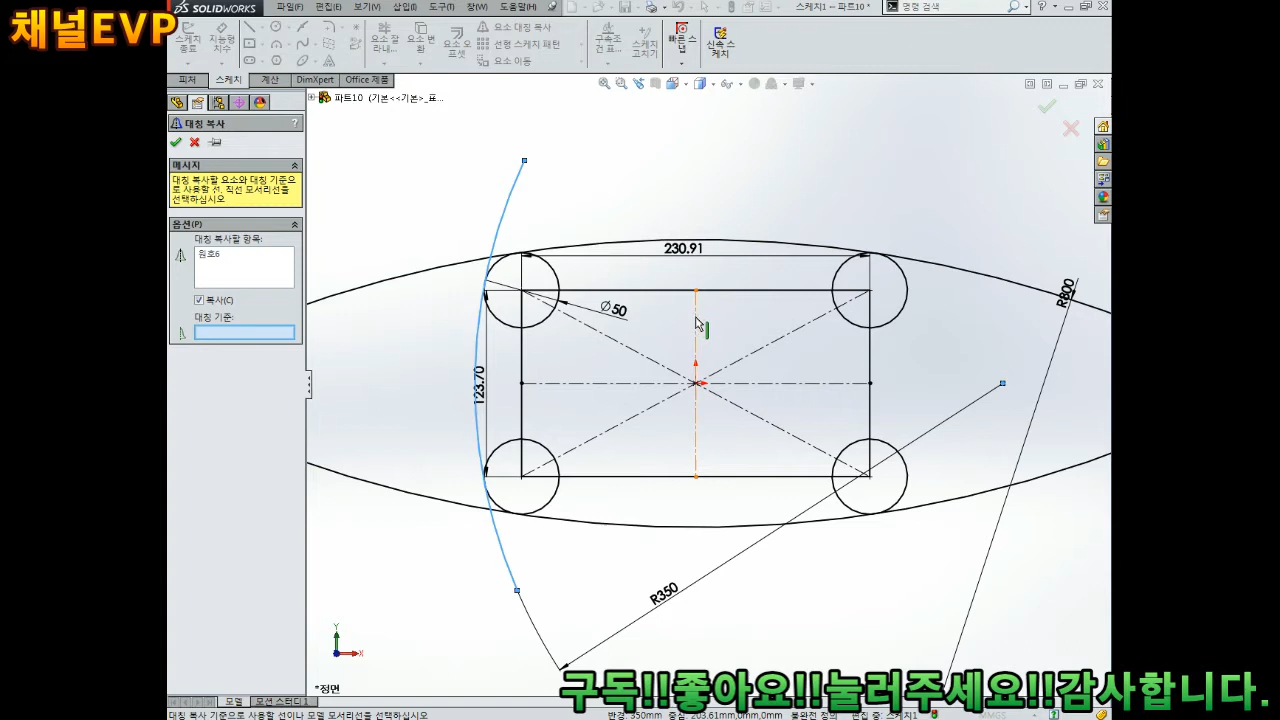 채널EVP
SOLIDWORKS
파일(F) 편집(E) 보기(V) 삽입(I) 도구(T) 창(W) 도움말(H)
스케치1 - 파트10 *
명령 검색
스케치 종료
지능형 치수
요소 잘라내...
요소 변환
요소 오프셋
요소 대칭 복사
선형 스케치 패턴
요소 이동
구속조건 표...
스케치 고치기
빠른 스냅
신속 스케치
피처 스케치 계산 DimXpert Office 제품
파트10 (기본<<기본>_표...
대칭 복사 ?
메시지
대칭 복사할 요소와 대칭 기준으
로 사용할 선, 직선 모서리선을
선택하십시오
옵션(P)
대칭 복사할 항목:
원호6
복사(C)
대칭 기준:
230.91
Ø50
R800
123.70
R350
Y
X
*정면
모델 모션 스터디 1
구독!!좋아요!!눌러주세요!!감사합니다.
대칭 복사 기준으로 사용할 선이나 모델 모서리선을 선택하십시오
반경: 350mm 중심: 203.61mm,0mm,0mm 불완전 정의 편집 중: 스케치1
MMGS